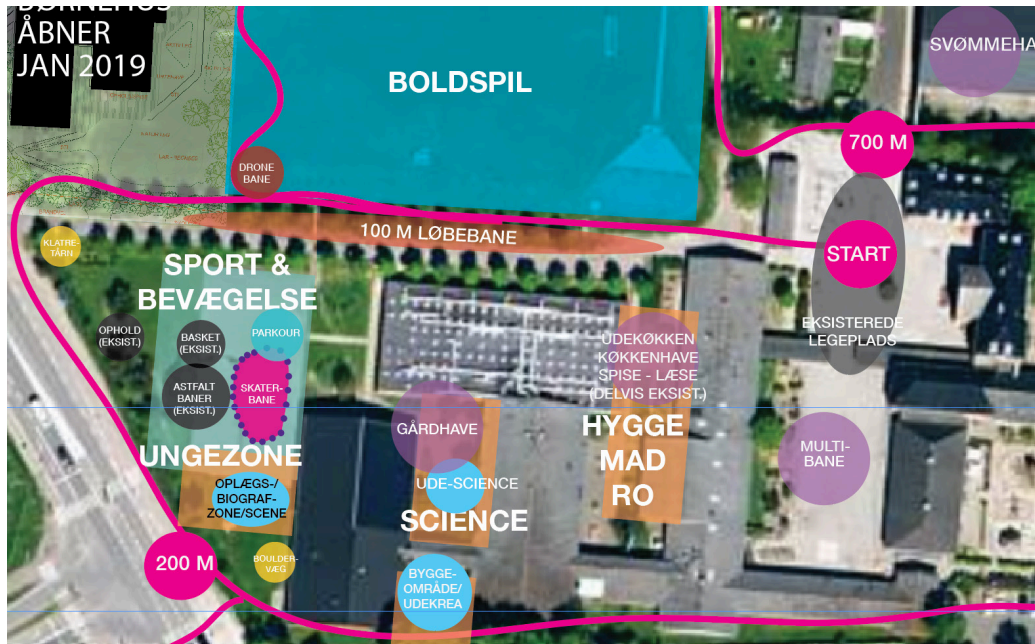 ÅBNER
JAN 2019
BOLDSPIL
SVØMMEHA
700 M
DRONE
BANE
100 M LØBEBANE
START
KLATRE-
TÅRN
SPORT &
BEVÆGELSE
OPHOLD
(EKSIST.)
BASKET
(EKSIST.)
PARKOUR
EKSISTEREDE
LEGEPLADS
UDEKØKKEN
KØKKENHAVE
SPISE - LÆSE
(DELVIS EKSIST.)
ASTFALT
BANER
(EKSIST.)
SKATER-
BANE
GÅRDHAVE
HYGGE
MAD
RO
MULTI-
BANE
UNGEZONE
OPLÆGS-/
BIOGRAF-
ZONE/SCENE
UDE-SCIENCE
SCIENCE
200 M
BOULDER-
VÆG
BYGGE-
OMRÅDE/
UDEKREA